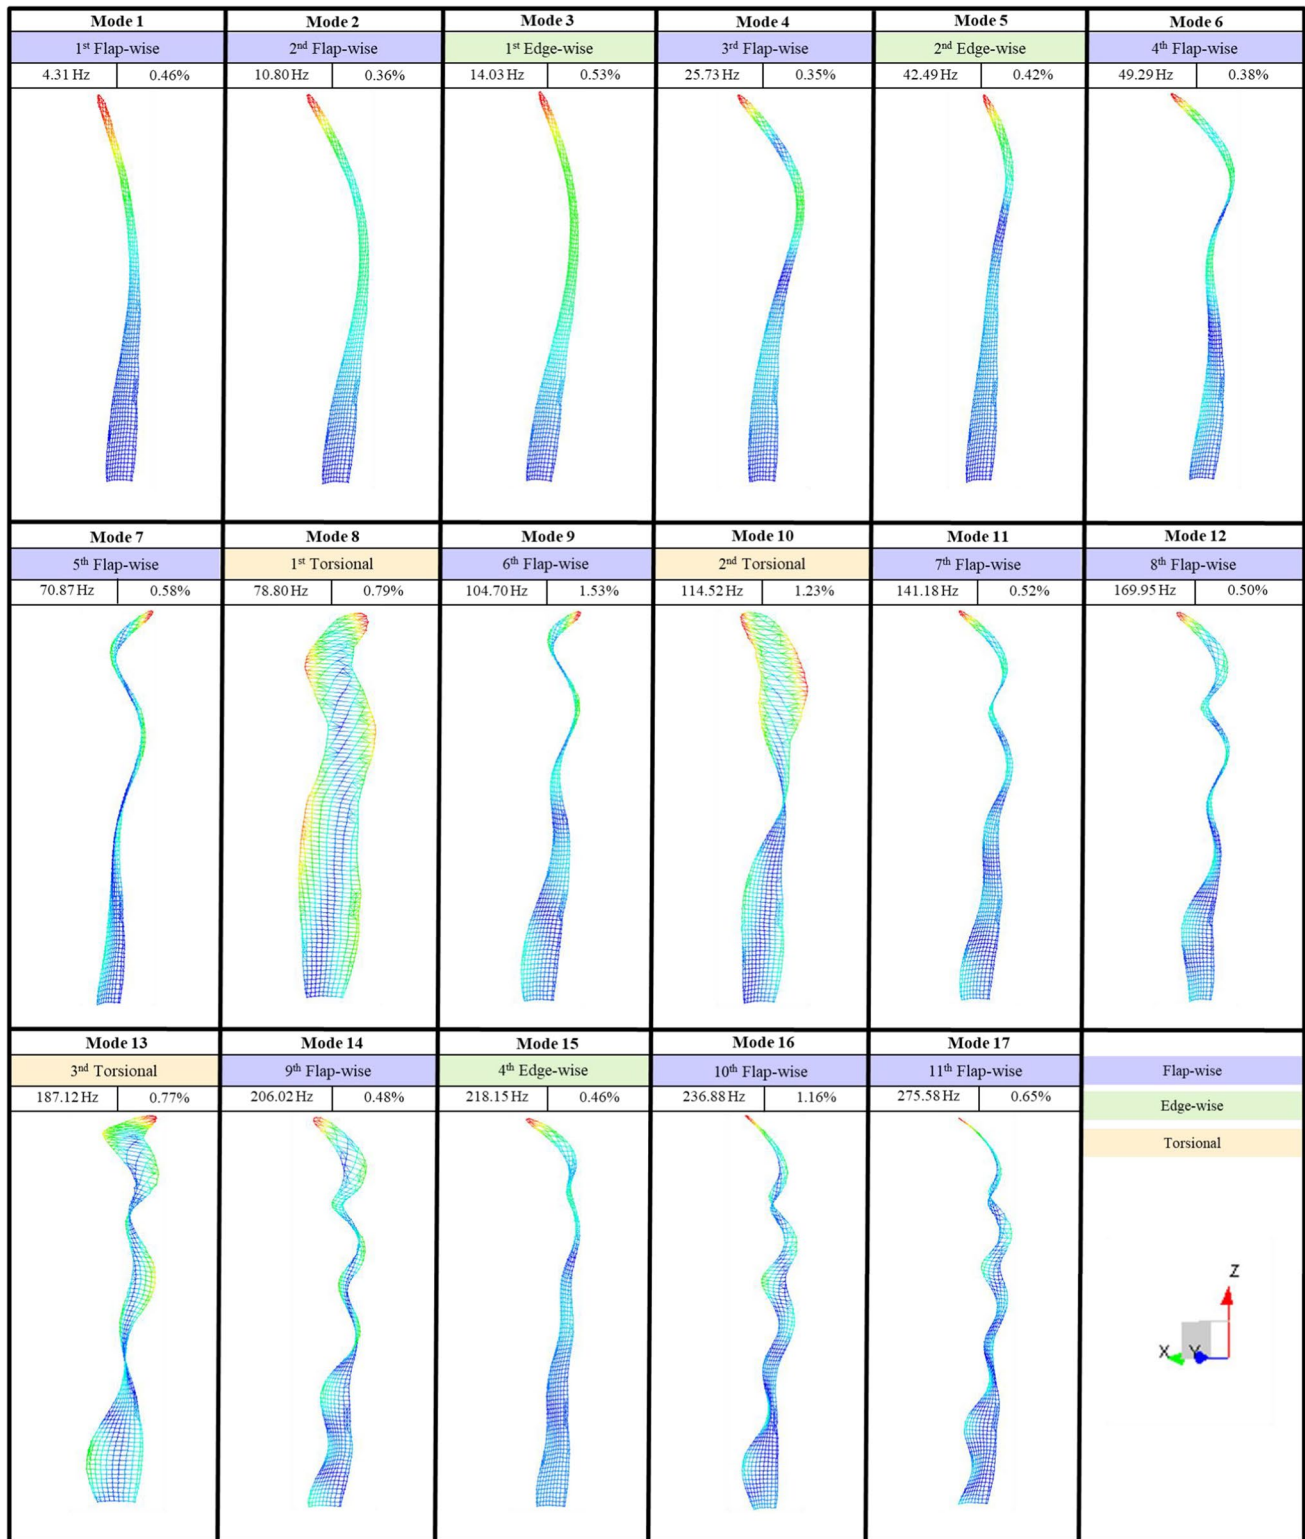 Mode 1 Mode 2 Mode 3 Mode 4 Mode 5 Mode 6
1st Flap-wise 2nd Flap-wise 1st Edge-wise 3rd Flap-wise 2nd Edge-wise 4th Flap-wise
4.31 Hz 0.46% 10.80 Hz 0.36% 14.03 Hz 0.53% 25.73 Hz 0.35% 42.49 Hz 0.42% 49.29 Hz 0.38%
Mode 7 Mode 8 Mode 9 Mode 10 Mode 11 Mode 12
5th Flap-wise 1st Torsional 6th Flap-wise 2nd Torsional 7th Flap-wise 8th Flap-wise
70.87 Hz 0.58% 78.80 Hz 0.79% 104.70 Hz 1.53% 114.52 Hz 1.23% 141.18 Hz 0.52% 169.95 Hz 0.50%
Mode 13 Mode 14 Mode 15 Mode 16 Mode 17
3nd Torsional 9th Flap-wise 4th Edge-wise 10th Flap-wise 11th Flap-wise Flap-wise
187.12 Hz 0.77% 206.02 Hz 0.48% 218.15 Hz 0.46% 236.88 Hz 1.16% 275.58 Hz 0.65% Edge-wise
Torsional
Z
X Y